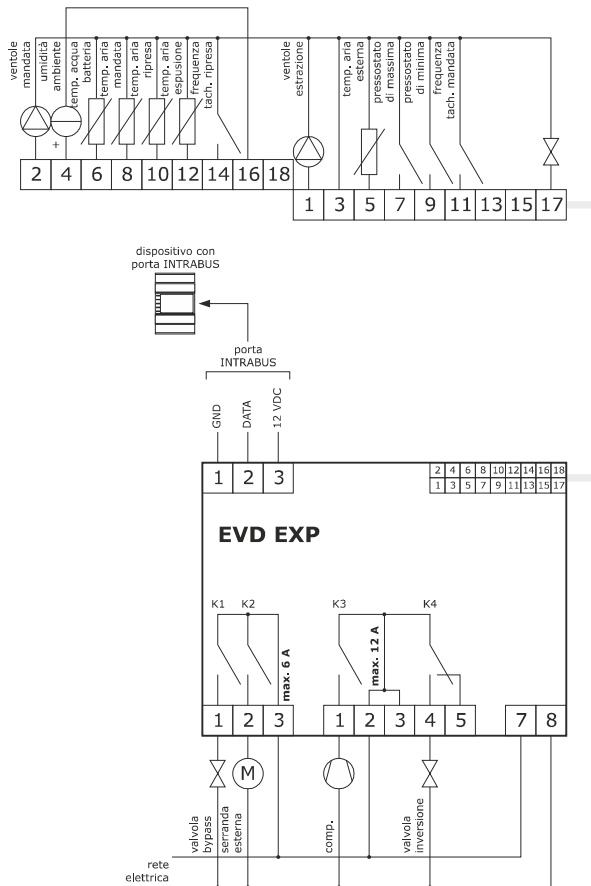 ventole
mandata
umidità
ambiente
temp. acqua
batteria
temp. aria
mandata
temp. aria
ripresa
temp. aria
espusione
frequenza
tach. ripresa
ventole
estrazione
temp. aria
esterna
pressostato
di massima
pressostato
di minima
frequenza
tach. mandata
+
2 4 6 8 10 12 14 16 18
1 3 5 7 9 11 13 15 17
dispositivo con
porta INTRABUS
porta
INTRABUS
GND
DATA
12 VDC
1 2 3
2 4 6 8 10 12 14 16 18
1 3 5 7 9 11 13 15 17
EVD EXP
K1 K2 K3 K4
max. 6 A
max. 12 A
1 2 3 1 2 3 4 5 7 8
M
valvola
bypass
serranda
esterna
comp.
valvola
inversione
rete
elettrica